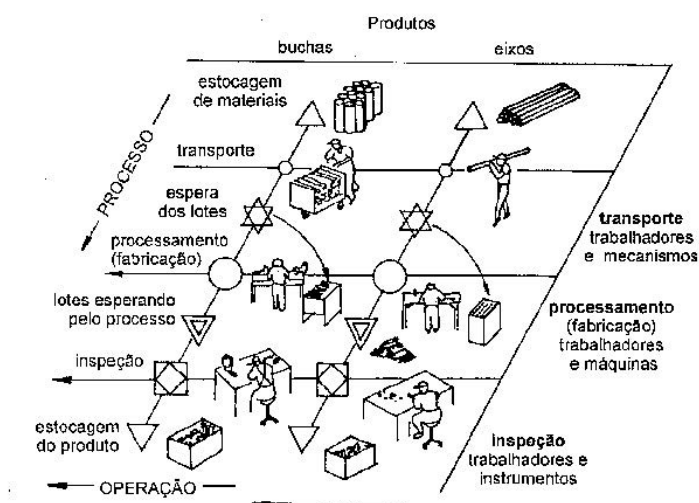 Produtos
buchas
eixos
estocagem
de materiais
transporte
PROCESSO
espera
dos lotes
processamento
(fabricação)
lotes esperando
pelo processo
inspeção
estocagem
do produto
OPERAÇÃO
transporte
trabalhadores
e mecanismos
processamento
(fabricação)
trabalhadores
e máquinas
inspeção
trabalhadores e
instrumentos